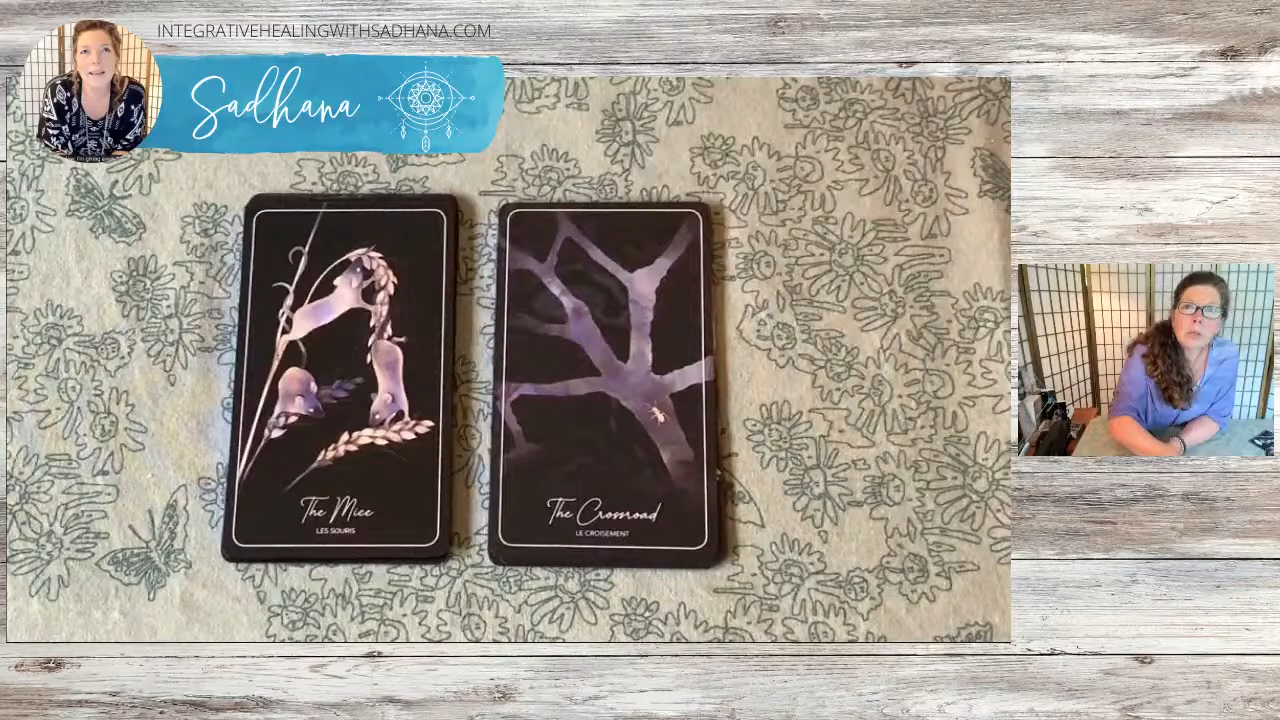 INTEGRATIVEHEALINGWITHSADHANA.COM
Sadhana
The Mice
LES SOURIS
The Crossroad
LE CROISEMENT